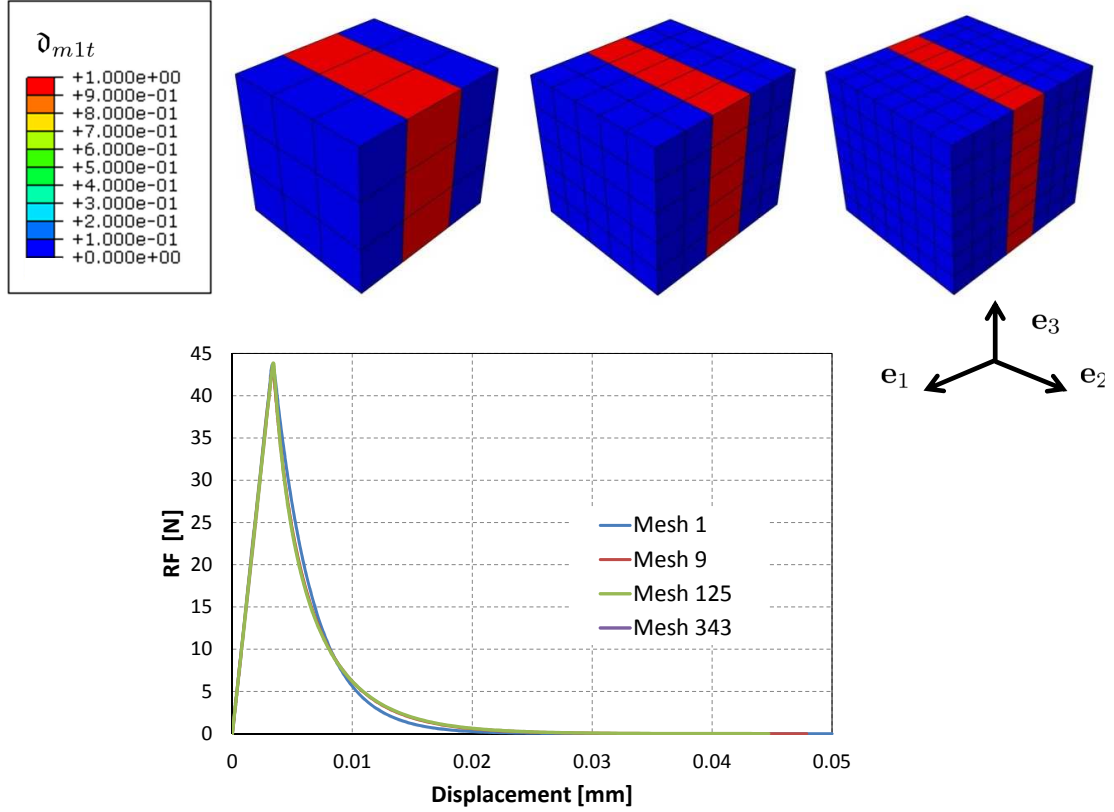 𝔡m1t
+1.000e+00
+9.000e-01
+8.000e-01
+7.000e-01
+6.000e-01
+5.000e-01
+4.000e-01
+3.000e-01
+2.000e-01
+1.000e-01
+0.000e+00
e3
e1
e2
45
40
35
30
25
20
15
10
5
0
RF [N]
Mesh 1
Mesh 9
Mesh 125
Mesh 343
0
0.01
0.02
0.03
0.04
0.05
Displacement [mm]